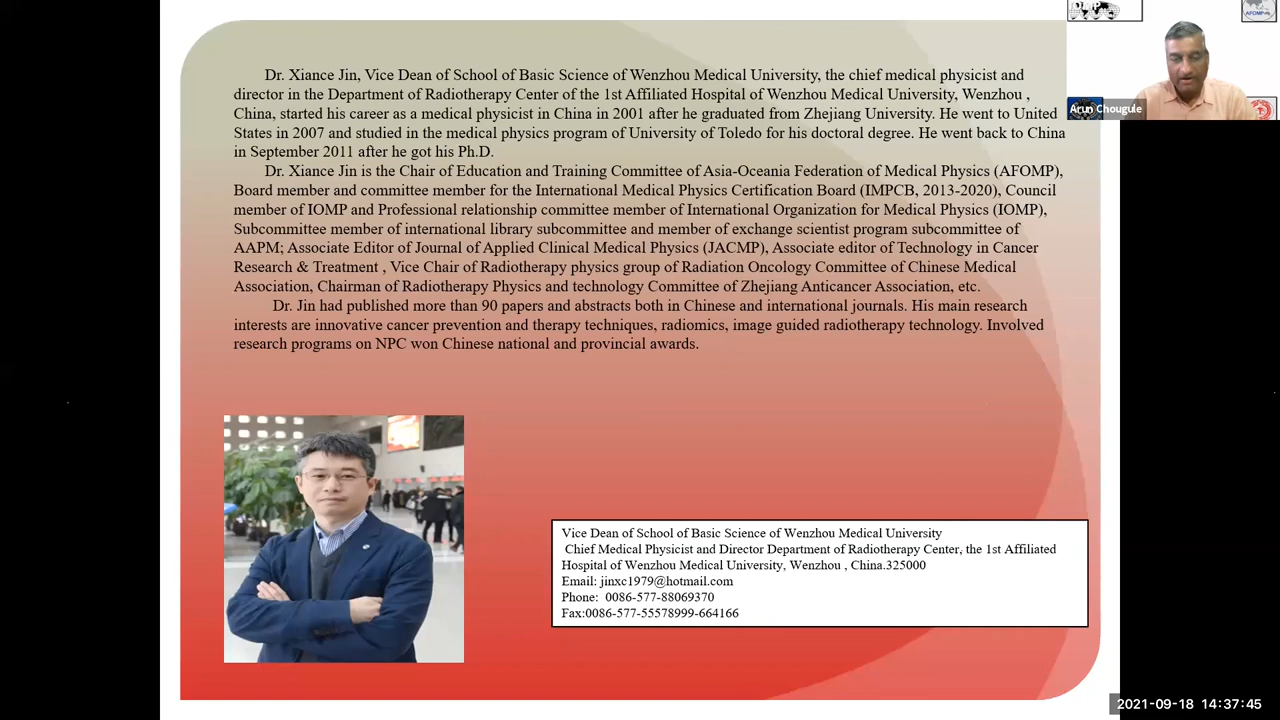 Dr. Xiance Jin, Vice Dean of School of Basic Science of Wenzhou Medical University, the chief medical physicist and
director in the Department of Radiotherapy Center of the 1st Affiliated Hospital of Wenzhou Medical University, Wenzhou ,
China, started his career as a medical physicist in China in 2001 after he graduated from Zhejiang University. He went to United
States in 2007 and studied in the medical physics program of University of Toledo for his doctoral degree. He went back to China
in September 2011 after he got his Ph.D.
Dr. Xiance Jin is the Chair of Education and Training Committee of Asia-Oceania Federation of Medical Physics (AFOMP),
Board member and committee member for the International Medical Physics Certification Board (IMPCB, 2013-2020), Council
member of IOMP and Professional relationship committee member of International Organization for Medical Physics (IOMP),
Subcommittee member of international library subcommittee and member of exchange scientist program subcommittee of
AAPM; Associate Editor of Journal of Applied Clinical Medical Physics (JACMP), Associate editor of Technology in Cancer
Research & Treatment , Vice Chair of Radiotherapy physics group of Radiation Oncology Committee of Chinese Medical
Association, Chairman of Radiotherapy Physics and technology Committee of Zhejiang Anticancer Association, etc.
Dr. Jin had published more than 90 papers and abstracts both in Chinese and international journals. His main research
interests are innovative cancer prevention and therapy techniques, radiomics, image guided radiotherapy technology. Involved
research programs on NPC won Chinese national and provincial awards.
Vice Dean of School of Basic Science of Wenzhou Medical University
Chief Medical Physicist and Director Department of Radiotherapy Center, the 1st Affiliated
Hospital of Wenzhou Medical University, Wenzhou , China.325000
Email: jinxc1979@hotmail.com
Phone: 0086-577-88069370
Fax:0086-577-55578999-664166
AFOMP
Arun Chougule
2021-09-18 14:37:45